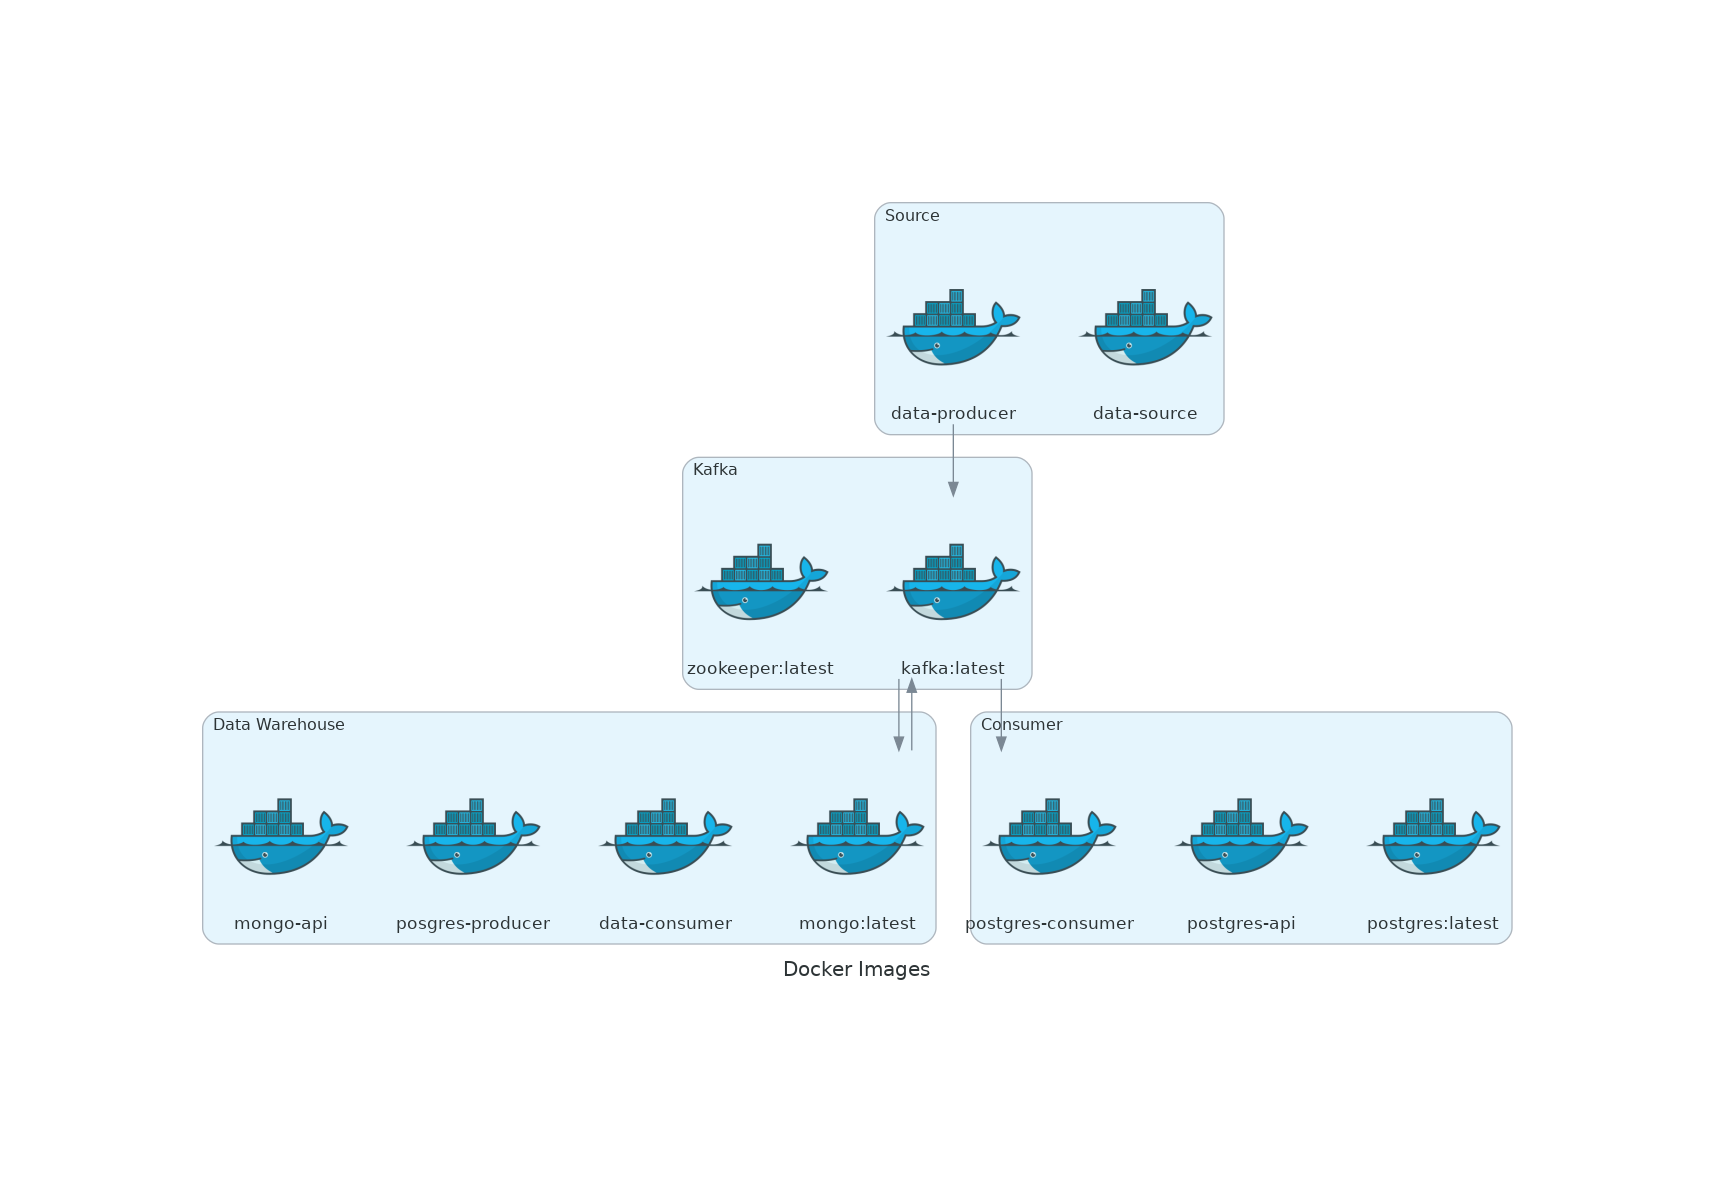 Source
data-producer
data-source
Kafka
zookeeper:latest
kafka:latest
Data Warehouse
mongo-api
posgres-producer
data-consumer
mongo:latest
Consumer
postgres-consumer
postgres-api
postgres:latest
Docker Images